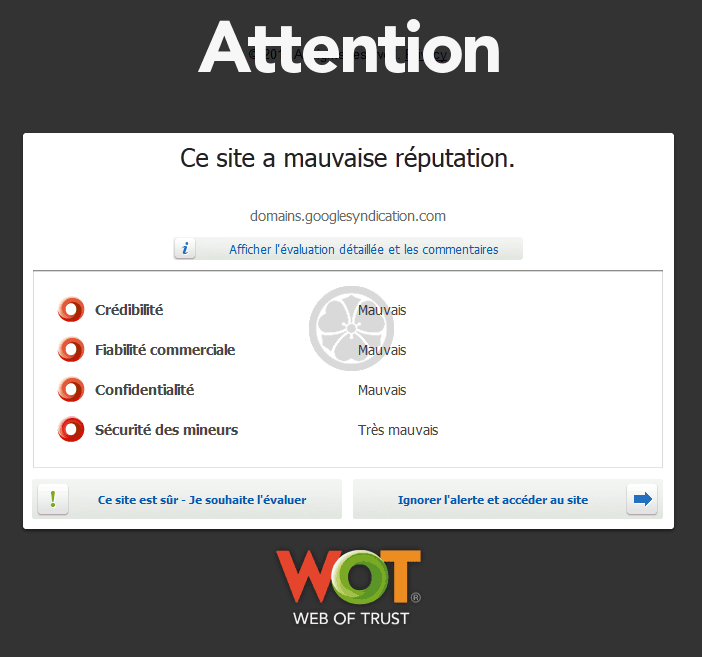 Attention
Ce site a mauvaise réputation.
domains.googlesyndication.com
i Afficher l'évaluation détaillée et les commentaires
Crédibilité Mauvais
Fiabilité commerciale Mauvais
Confidentialité Mauvais
Sécurité des mineurs Très mauvais
! Ce site est sûr - Je souhaite l'évaluer
Ignorer l'alerte et accéder au site
WOT®
WEB OF TRUST